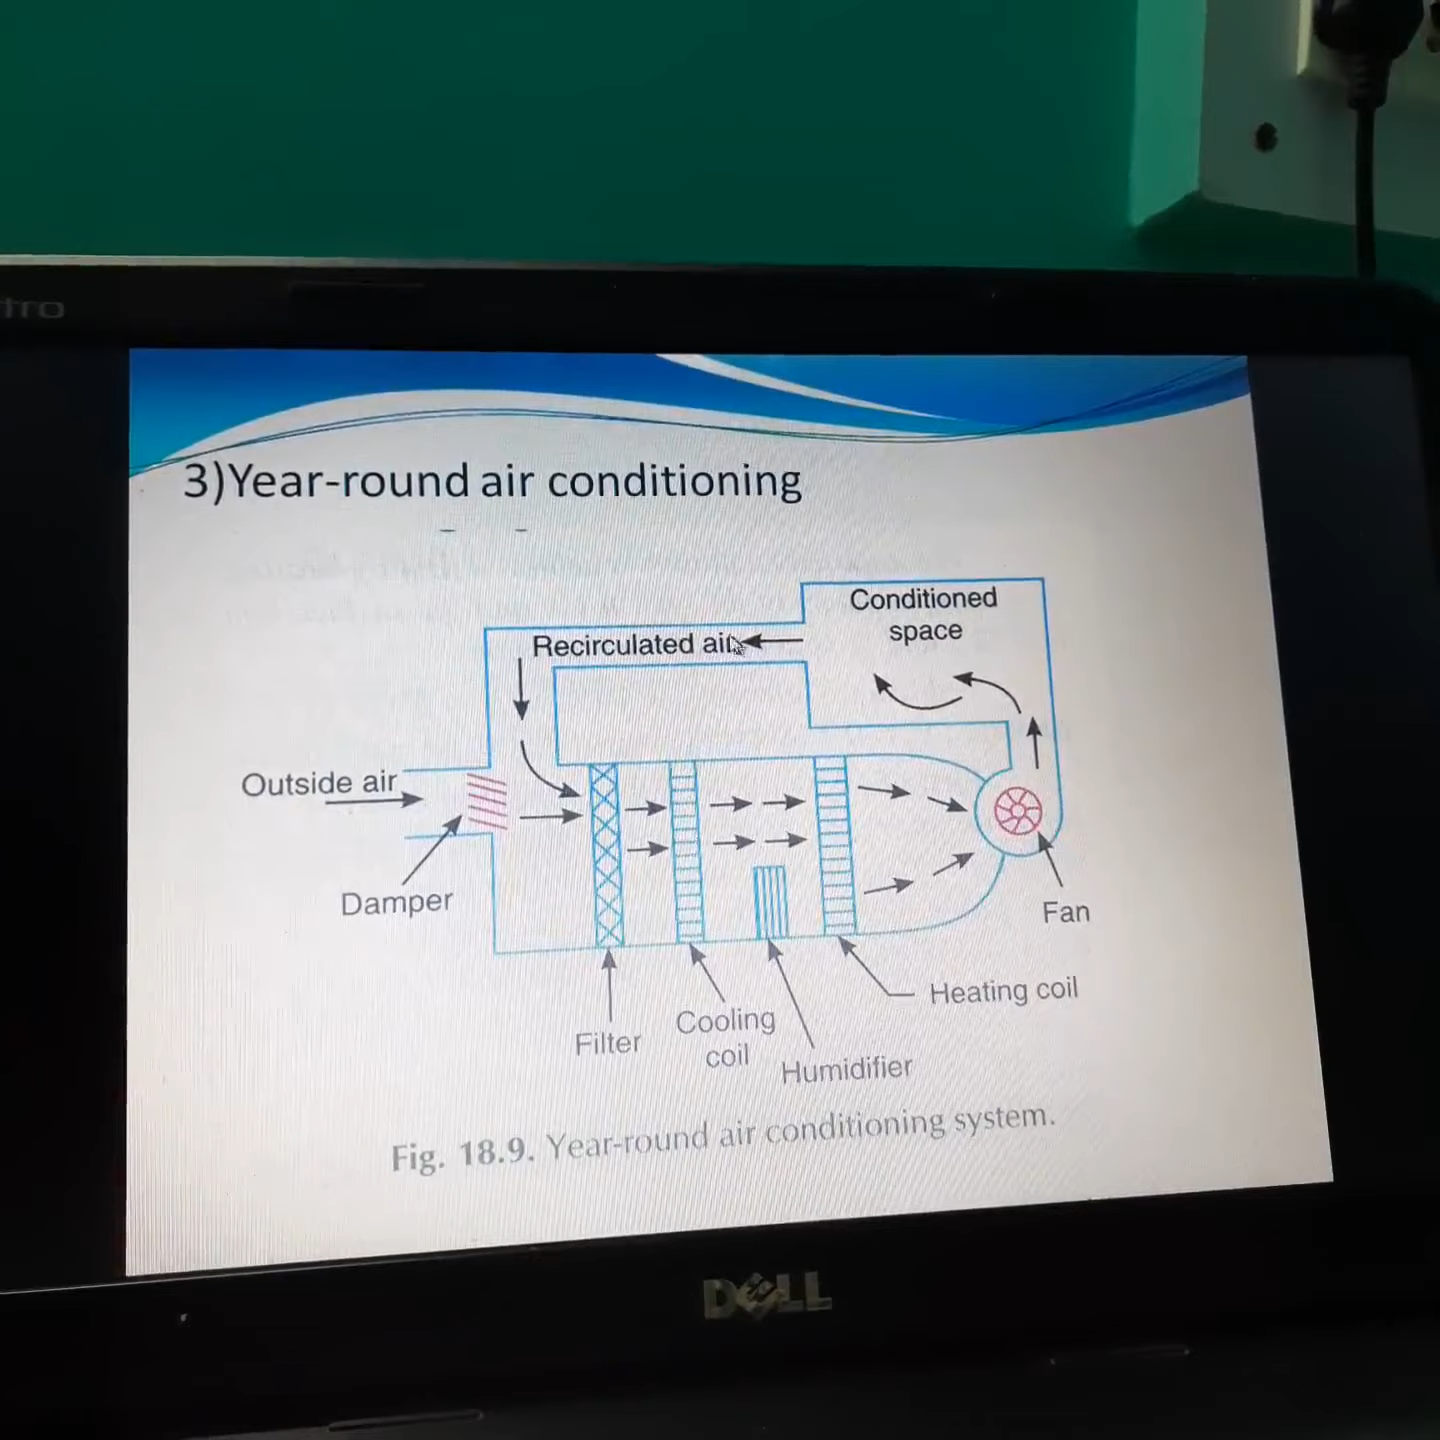 tro
3)Year-round air conditioning
Conditioned
space
Recirculated air
Outside air
Damper
Fan
Heating coil
Cooling
coil
Filter
Humidifier
Fig. 18.9. Year-round air conditioning system.
DELL